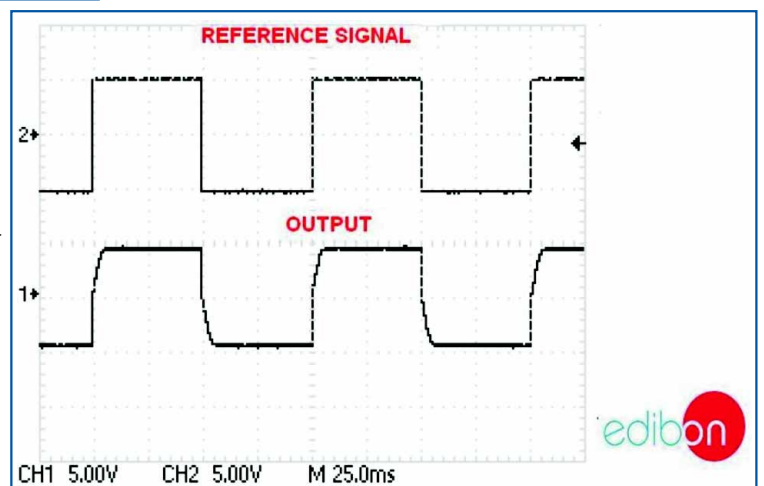 REFERENCE SIGNAL
2
OUTPUT
1
edibon
CH1 5.00V CH2 5.00V M 25.0ms